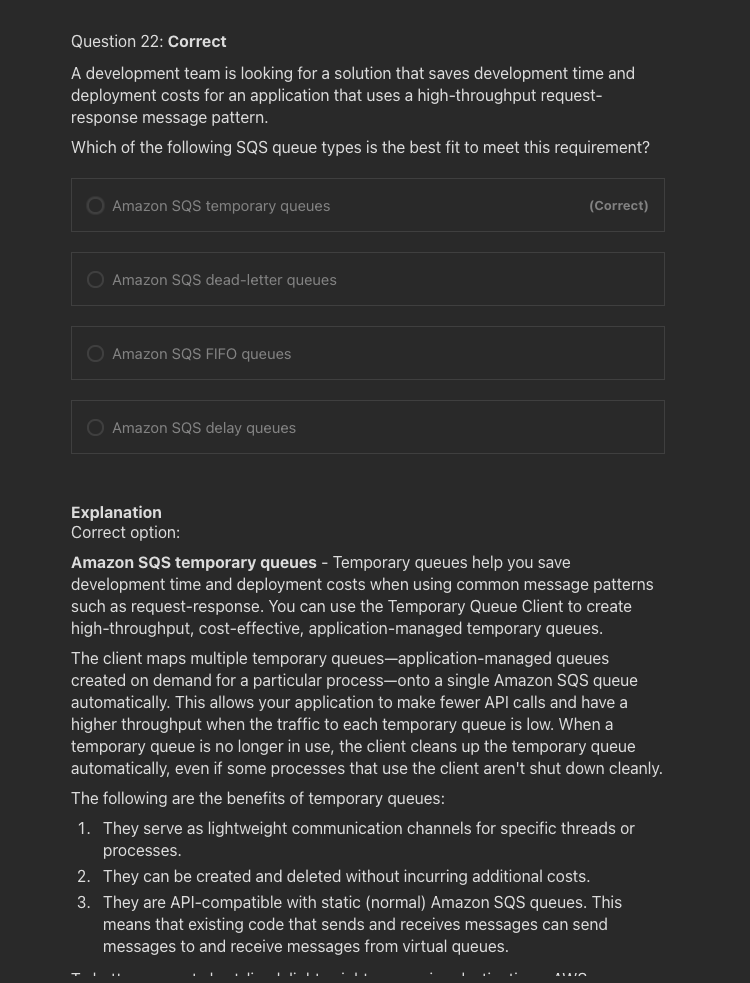 Question 22: Correct
A development team is looking for a solution that saves development time and
deployment costs for an application that uses a high-throughput request-
response message pattern.
Which of the following SQS queue types is the best fit to meet this requirement?
Amazon SQS temporary queues (Correct)
Amazon SQS dead-letter queues
Amazon SQS FIFO queues
Amazon SQS delay queues
Explanation
Correct option:
Amazon SQS temporary queues - Temporary queues help you save
development time and deployment costs when using common message patterns
such as request-response. You can use the Temporary Queue Client to create
high-throughput, cost-effective, application-managed temporary queues.
The client maps multiple temporary queues—application-managed queues
created on demand for a particular process—onto a single Amazon SQS queue
automatically. This allows your application to make fewer API calls and have a
higher throughput when the traffic to each temporary queue is low. When a
temporary queue is no longer in use, the client cleans up the temporary queue
automatically, even if some processes that use the client aren't shut down cleanly.
The following are the benefits of temporary queues:
1. They serve as lightweight communication channels for specific threads or
processes.
2. They can be created and deleted without incurring additional costs.
3. They are API-compatible with static (normal) Amazon SQS queues. This
means that existing code that sends and receives messages can send
messages to and receive messages from virtual queues.